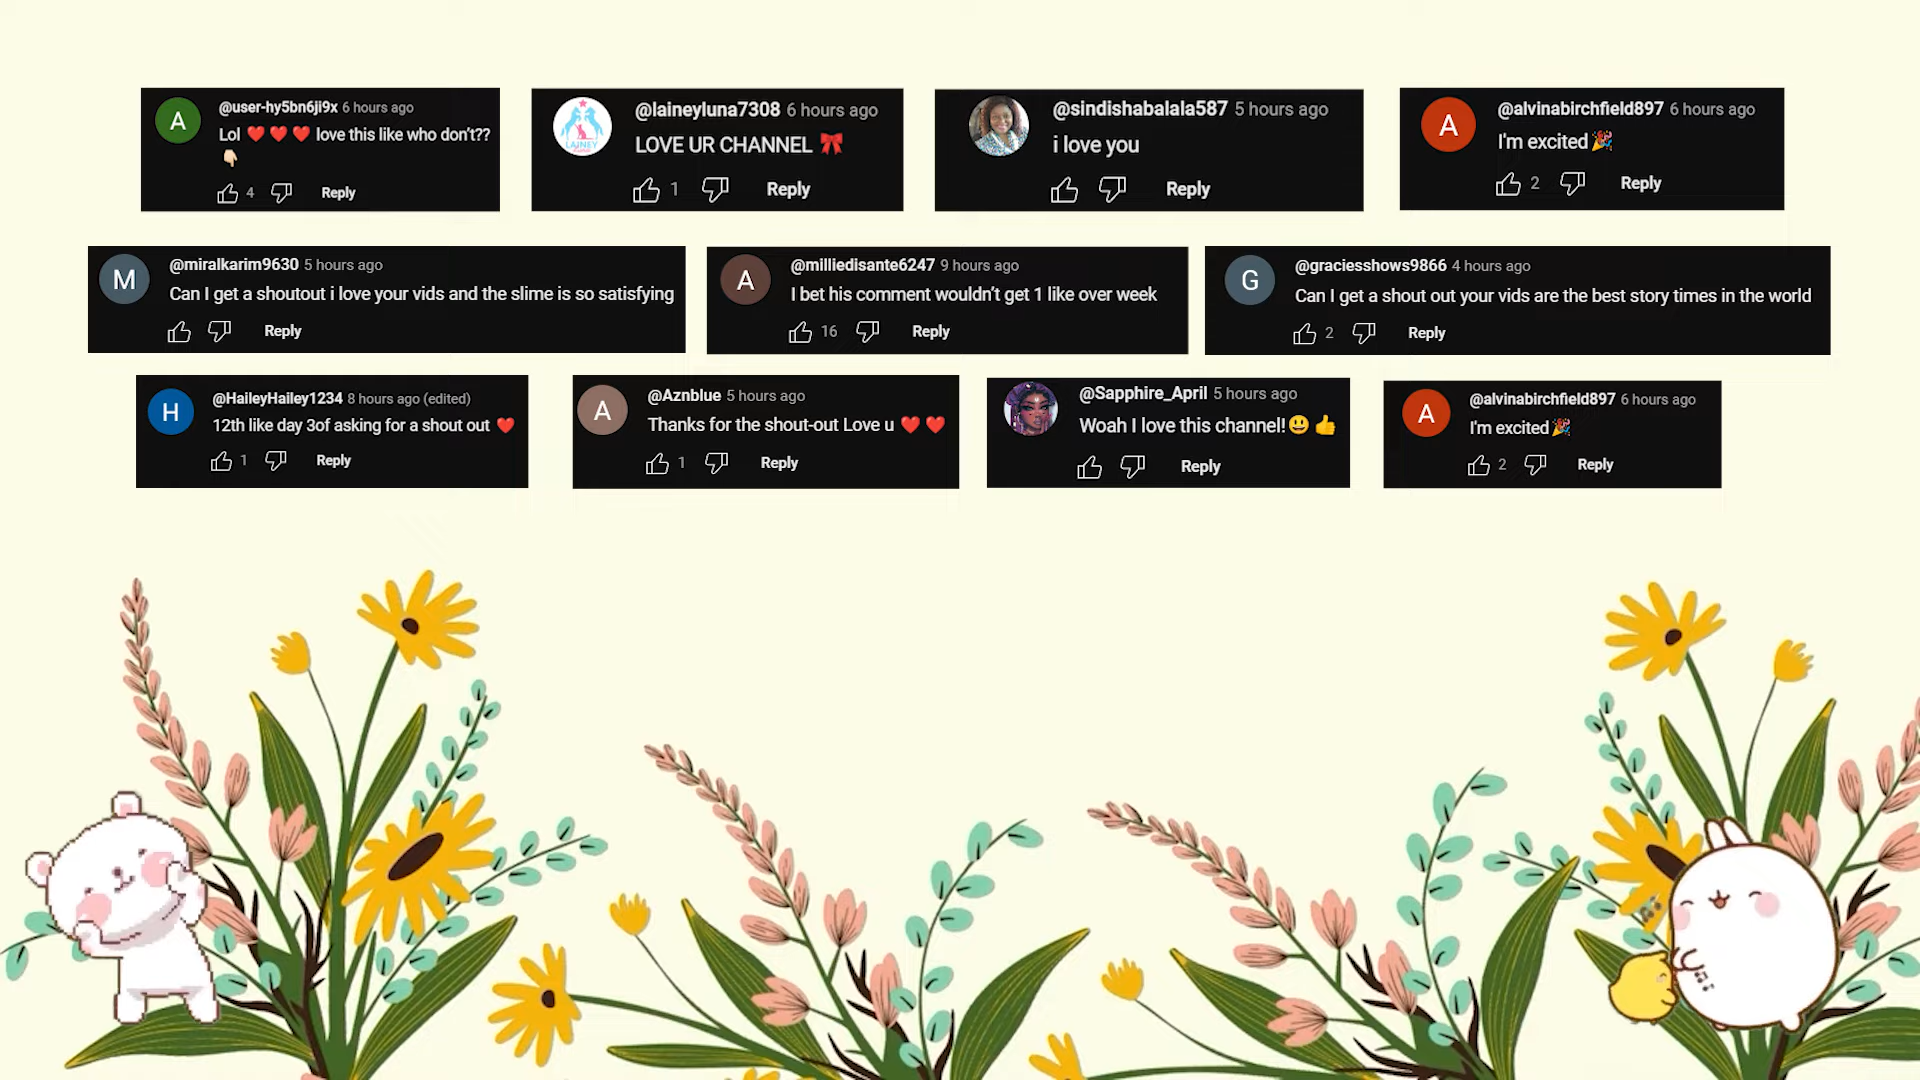 A
@user-hy5bn6ji9x 6 hours ago
Lol ❤️❤️❤️ love this like who don't??
👇🏻
4 Reply
LAINEY
@laineyluna7308 6 hours ago
LOVE UR CHANNEL 🎀
1 Reply
@sindishabalala587 5 hours ago
i love you
Reply
A
@alvinabirchfield897 6 hours ago
I'm excited🎉
2 Reply
M
@miralkarim9630 5 hours ago
Can I get a shoutout i love your vids and the slime is so satisfying
Reply
A
@milliedisante6247 9 hours ago
I bet his comment wouldn't get 1 like over week
16 Reply
G
@graciesshows9866 4 hours ago
Can I get a shout out your vids are the best story times in the world
2 Reply
H
@HaileyHailey1234 8 hours ago (edited)
12th like day 3of asking for a shout out ❤️
1 Reply
A
@Aznblue 5 hours ago
Thanks for the shout-out Love u ❤️❤️
1 Reply
@Sapphire_April 5 hours ago
Woah I love this channel!😃👍
Reply
A
@alvinabirchfield897 6 hours ago
I'm excited🎉
2 Reply